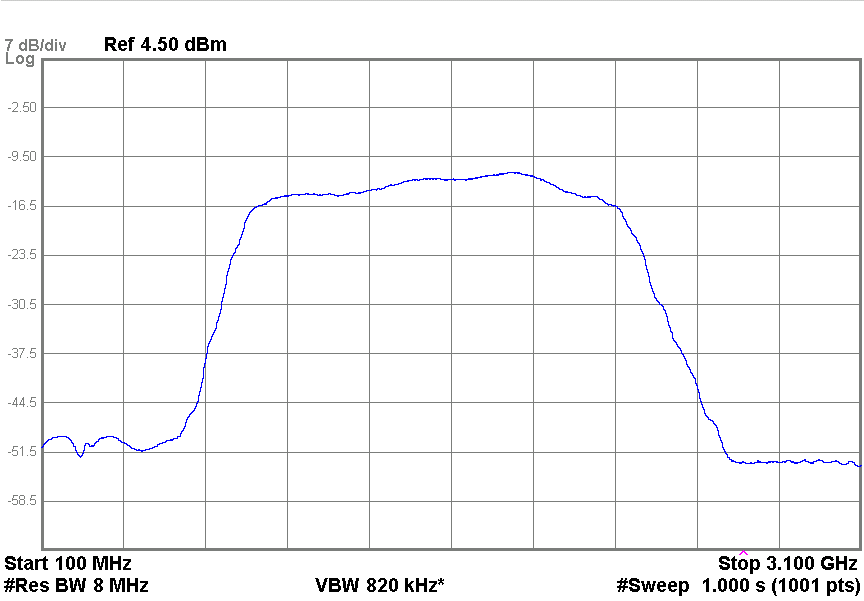 7 dB/div Ref 4.50 dBm
Log
-2.50
-9.50
-16.5
-23.5
-30.5
-37.5
-44.5
-51.5
-58.5
Start 100 MHz Stop 3.100 GHz
#Res BW 8 MHz VBW 820 kHz* #Sweep 1.000 s (1001 pts)